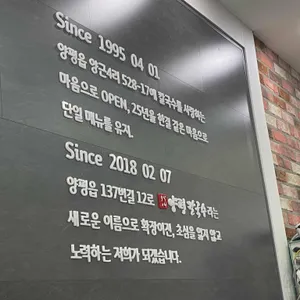 Since 1995 04 01
양평읍 양근4리 528-17에 칼국수를 사랑하는
마음으로 OPEN, 25년을 한결 같은 마음으로
단일 메뉴를 유지.
Since 2018 02 07
양평읍 137번길 12로 양평칼국수라는
새로운 이름으로 확장이전, 초심을 잃지 않고
노력하는 저희가 되겠습니다.